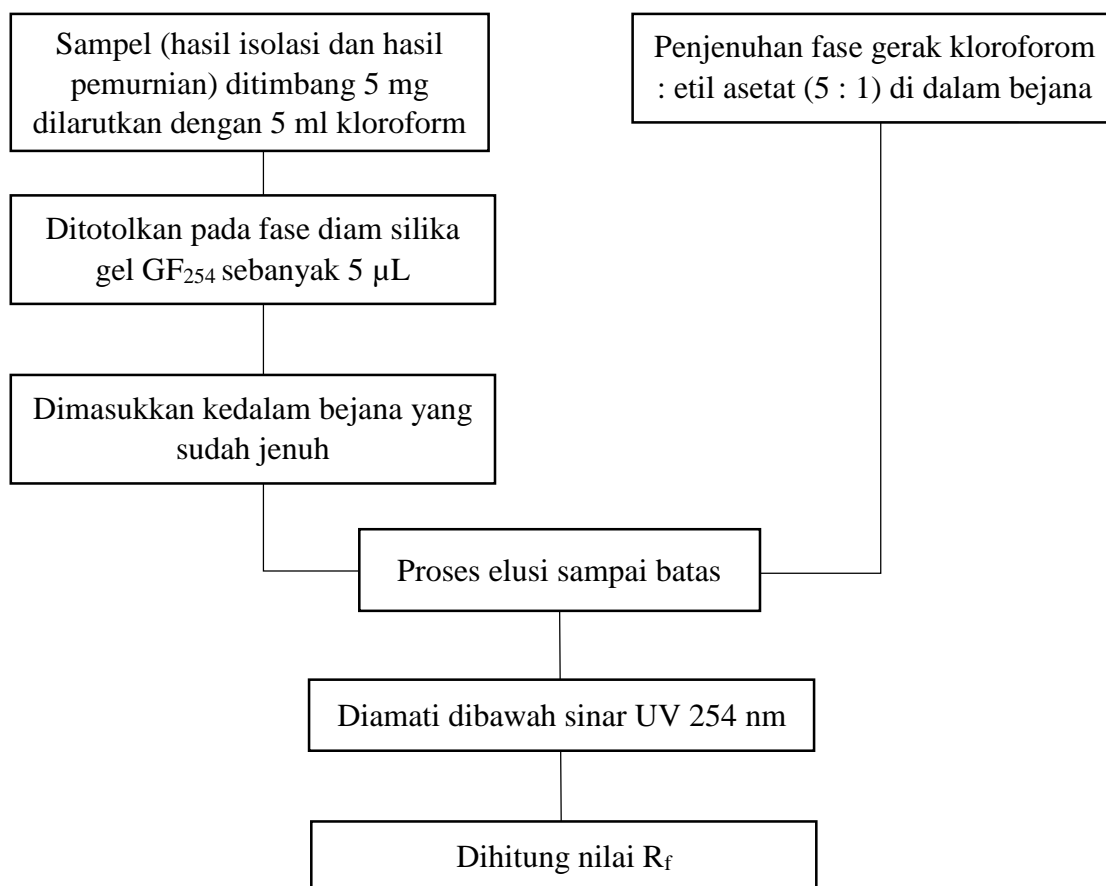 Sampel (hasil isolasi dan hasil
pemurnian) ditimbang 5 mg
dilarutkan dengan 5 ml kloroform
Penjenuhan fase gerak kloroforom
: etil asetat (5 : 1) di dalam bejana
Ditotolkan pada fase diam silika
gel GF₂₅₄ sebanyak 5 µL
Dimasukkan kedalam bejana yang
sudah jenuh
Proses elusi sampai batas
Diamati dibawah sinar UV 254 nm
Dihitung nilai Rf